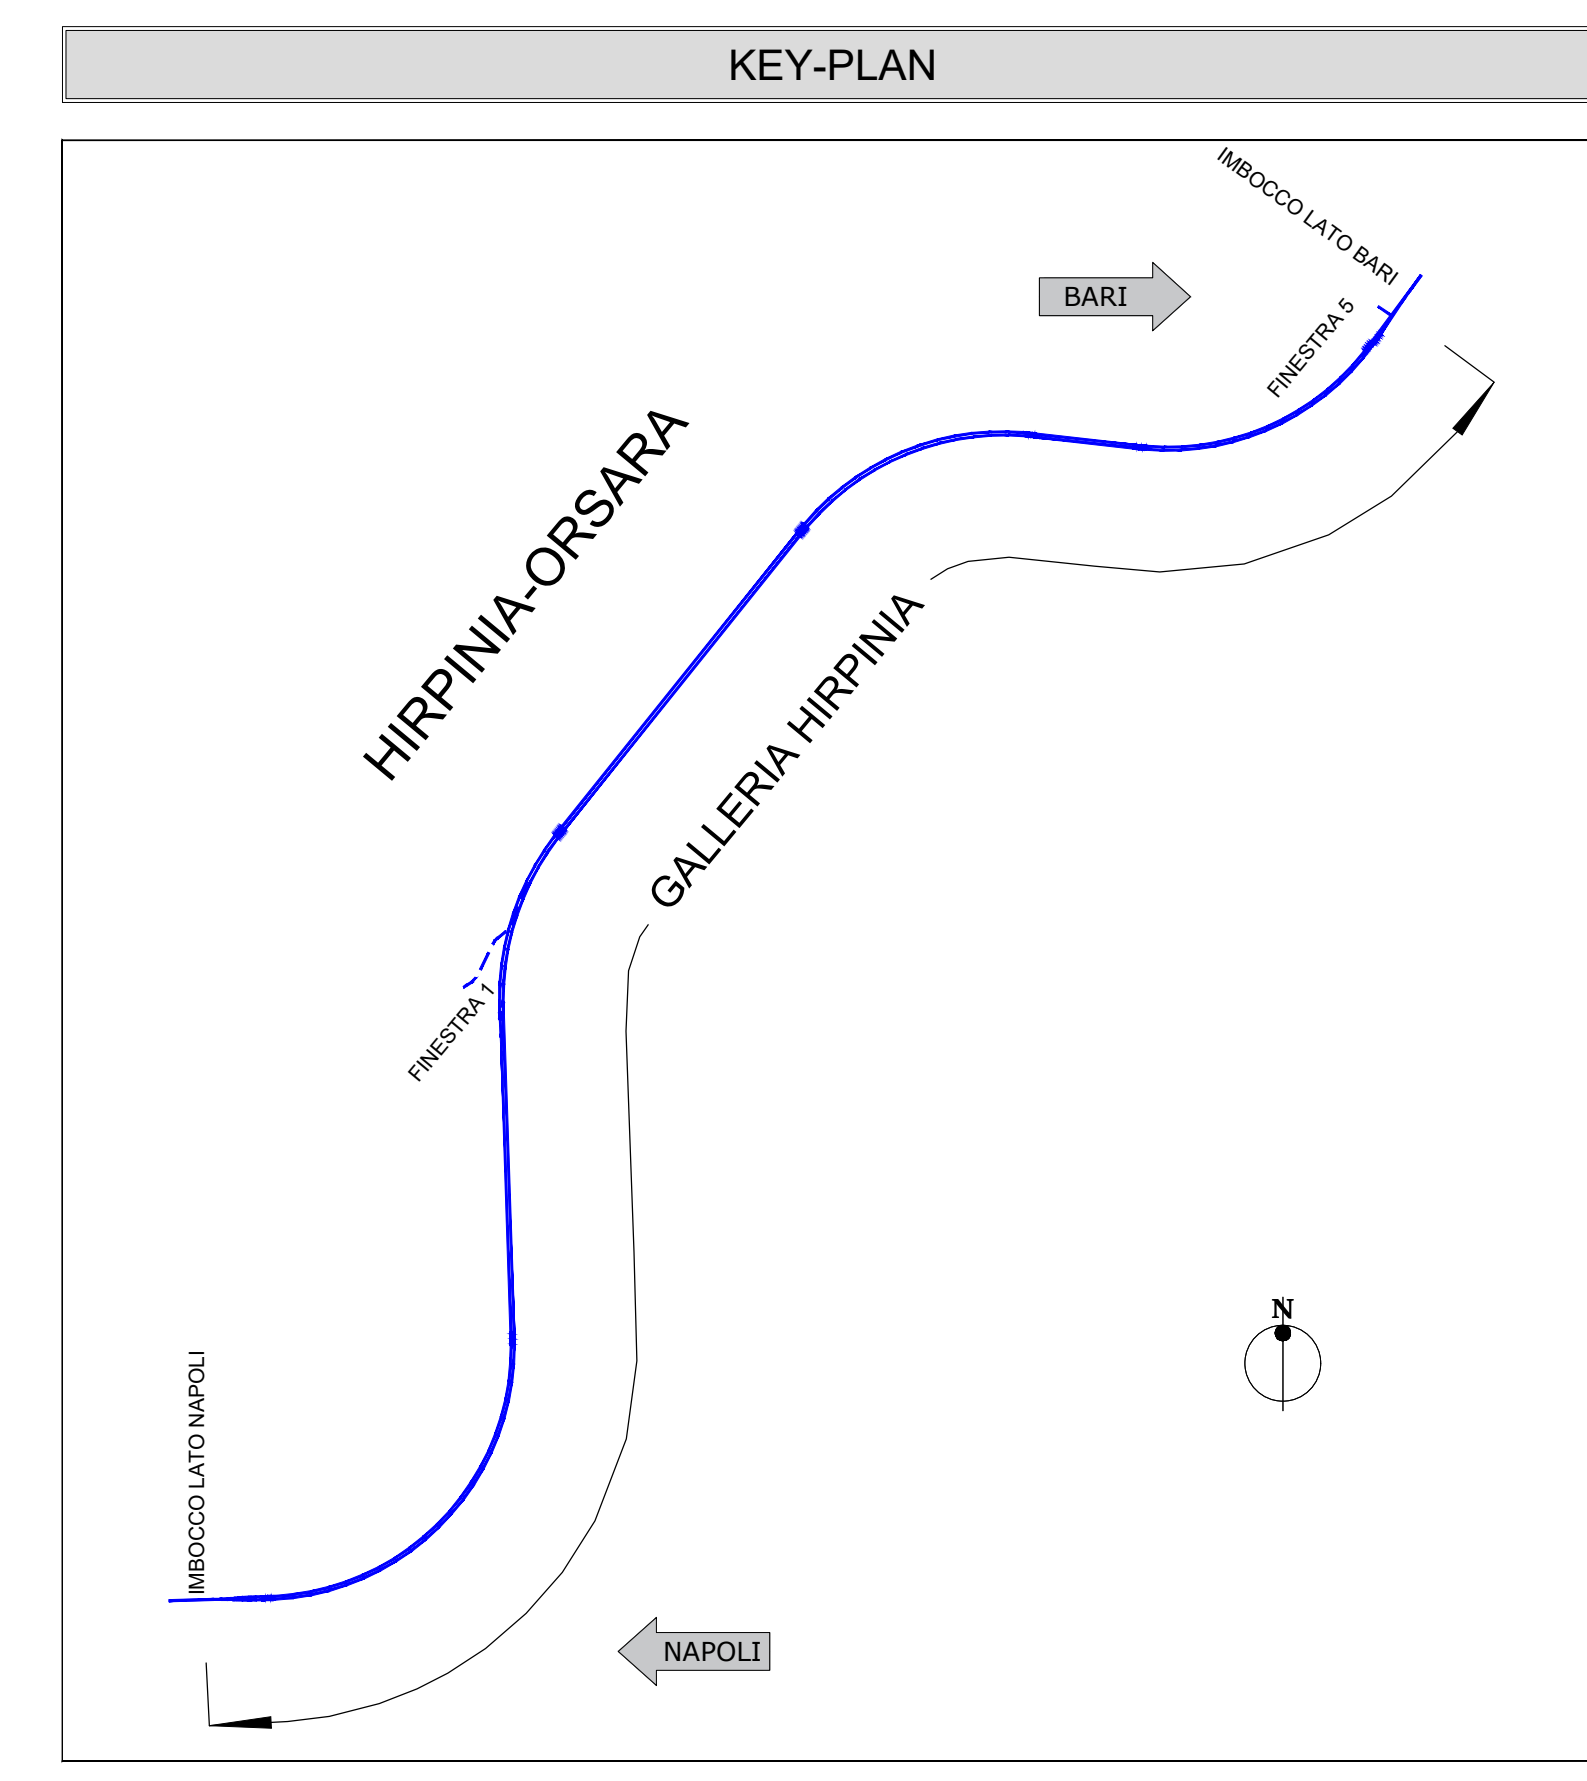 KEY-PLAN
IMBOCCO LATO BARI
BARI
FINESTRA 5
HIRPINIA-ORSARA
GALLERIA HIRPINIA
FINESTRA 1
N
IMBOCCO LATO NAPOLI
NAPOLI